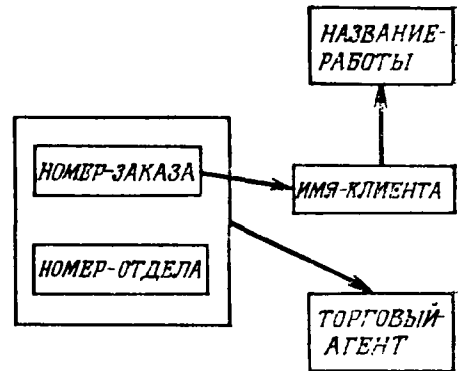 НАЗВАНИЕ-
РАБОТЫ
НОМЕР-ЗАКАЗА
ИМЯ-КЛИЕНТА
НОМЕР-ОТДЕЛА
ТОРГОВЫЙ-
АГЕНТ